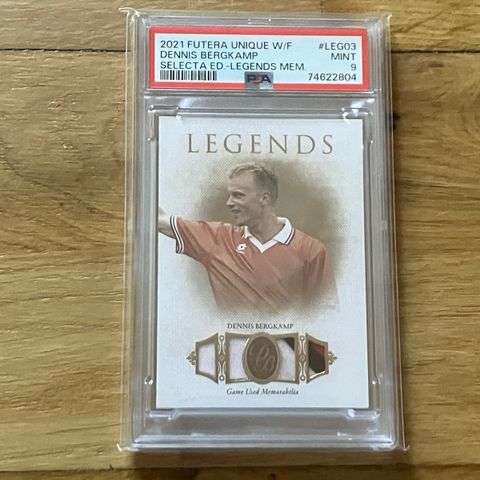 2021 FUTERA UNIQUE W/F #LEG03
DENNIS BERGKAMP MINT
SELECTA ED.-LEGENDS MEM. 9
PSA 74622804
LEGENDS
DENNIS BERGKAMP
Game Used Memorabilia